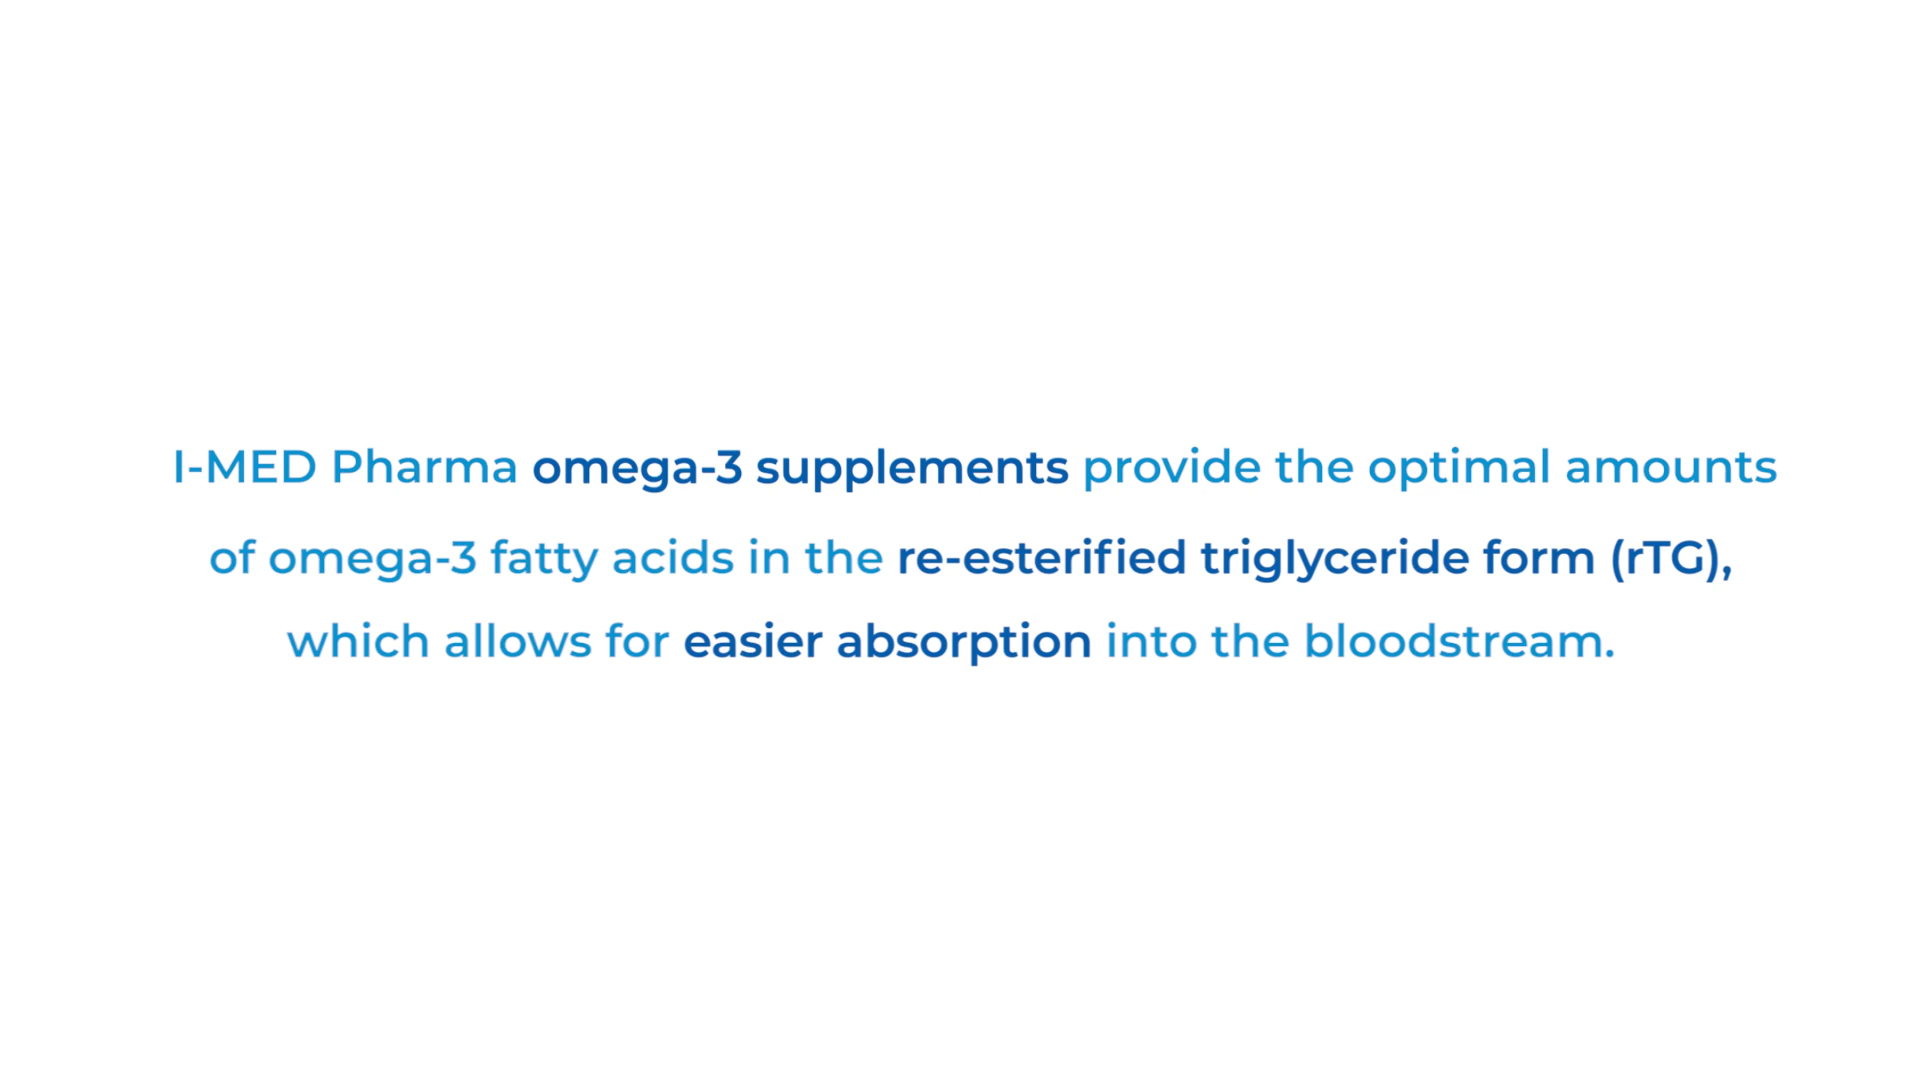 I-MED Pharma omega-3 supplements provide the optimal amounts
of omega-3 fatty acids in the re-esterified triglyceride form (rTG),
which allows for easier absorption into the bloodstream.